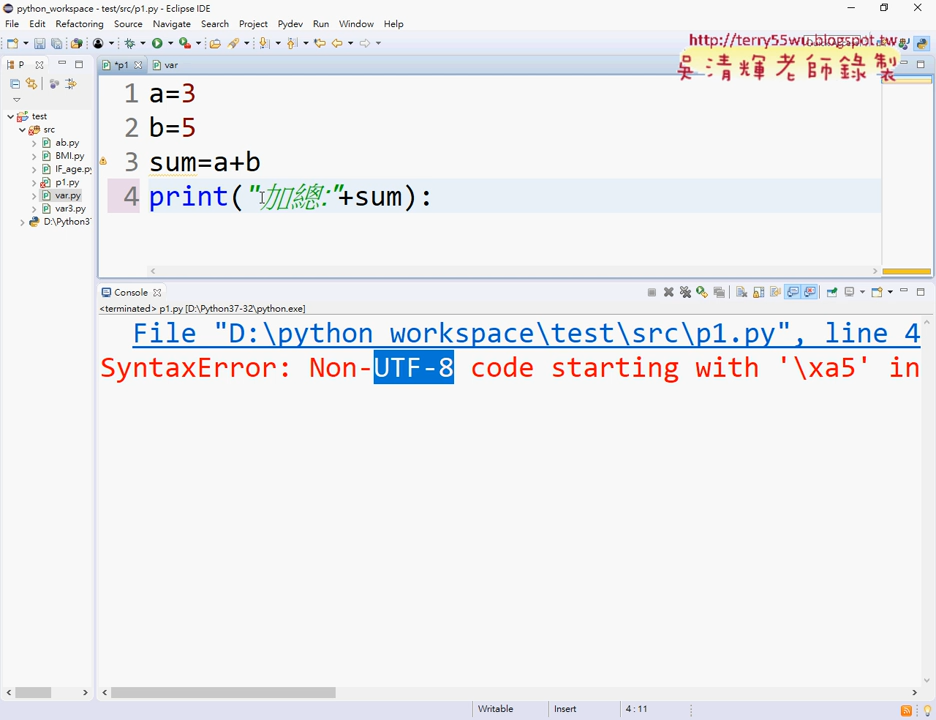 python_workspace - test/src/p1.py - Eclipse IDE
File Edit Refactoring Source Navigate Search Project Pydev Run Window Help
http://terry55wu.blogspot.tw
吳清輝老師錄製
P
*p1
var
test
src
ab.py
BMI.py
IF_age.py
p1.py
var.py
var3.py
D:\Python37
1 a=3
2 b=5
3 sum=a+b
4 print("加總:"+sum):
Console
<terminated> p1.py [D:\Python37-32\python.exe]
File "D:\python_workspace\test\src\p1.py", line 4
SyntaxError: Non-UTF-8 code starting with '\xa5' in
Writable Insert 4 : 11